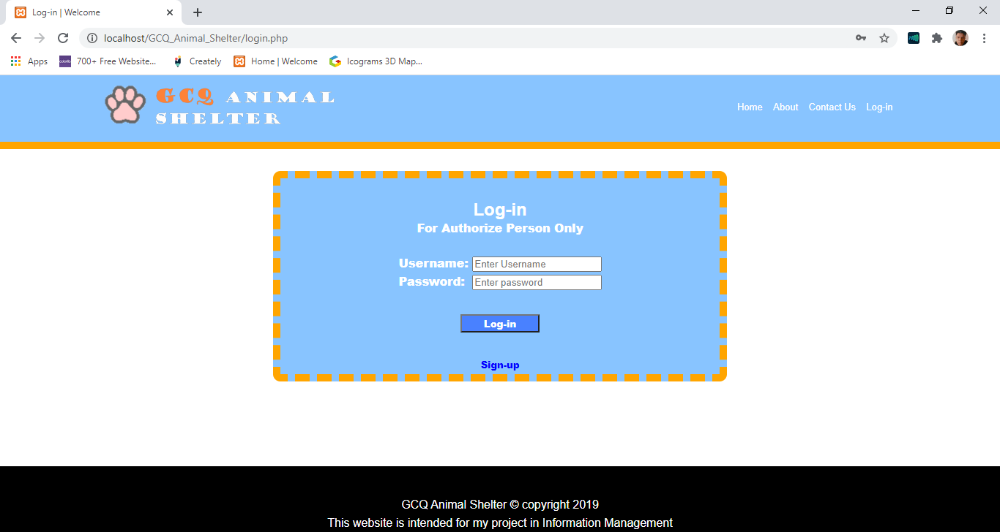 Log-in | Welcome
localhost/GCQ_Animal_Shelter/login.php
Apps
colorlib
700+ Free Website...
Creately
Home | Welcome
Icograms 3D Map...
GCQ ANIMAL
SHELTER
Home About Contact Us Log-in
Log-in
For Authorize Person Only
Username: Enter Username
Password: Enter password
Log-in
Sign-up
GCQ Animal Shelter © copyright 2019
This website is intended for my project in Information Management